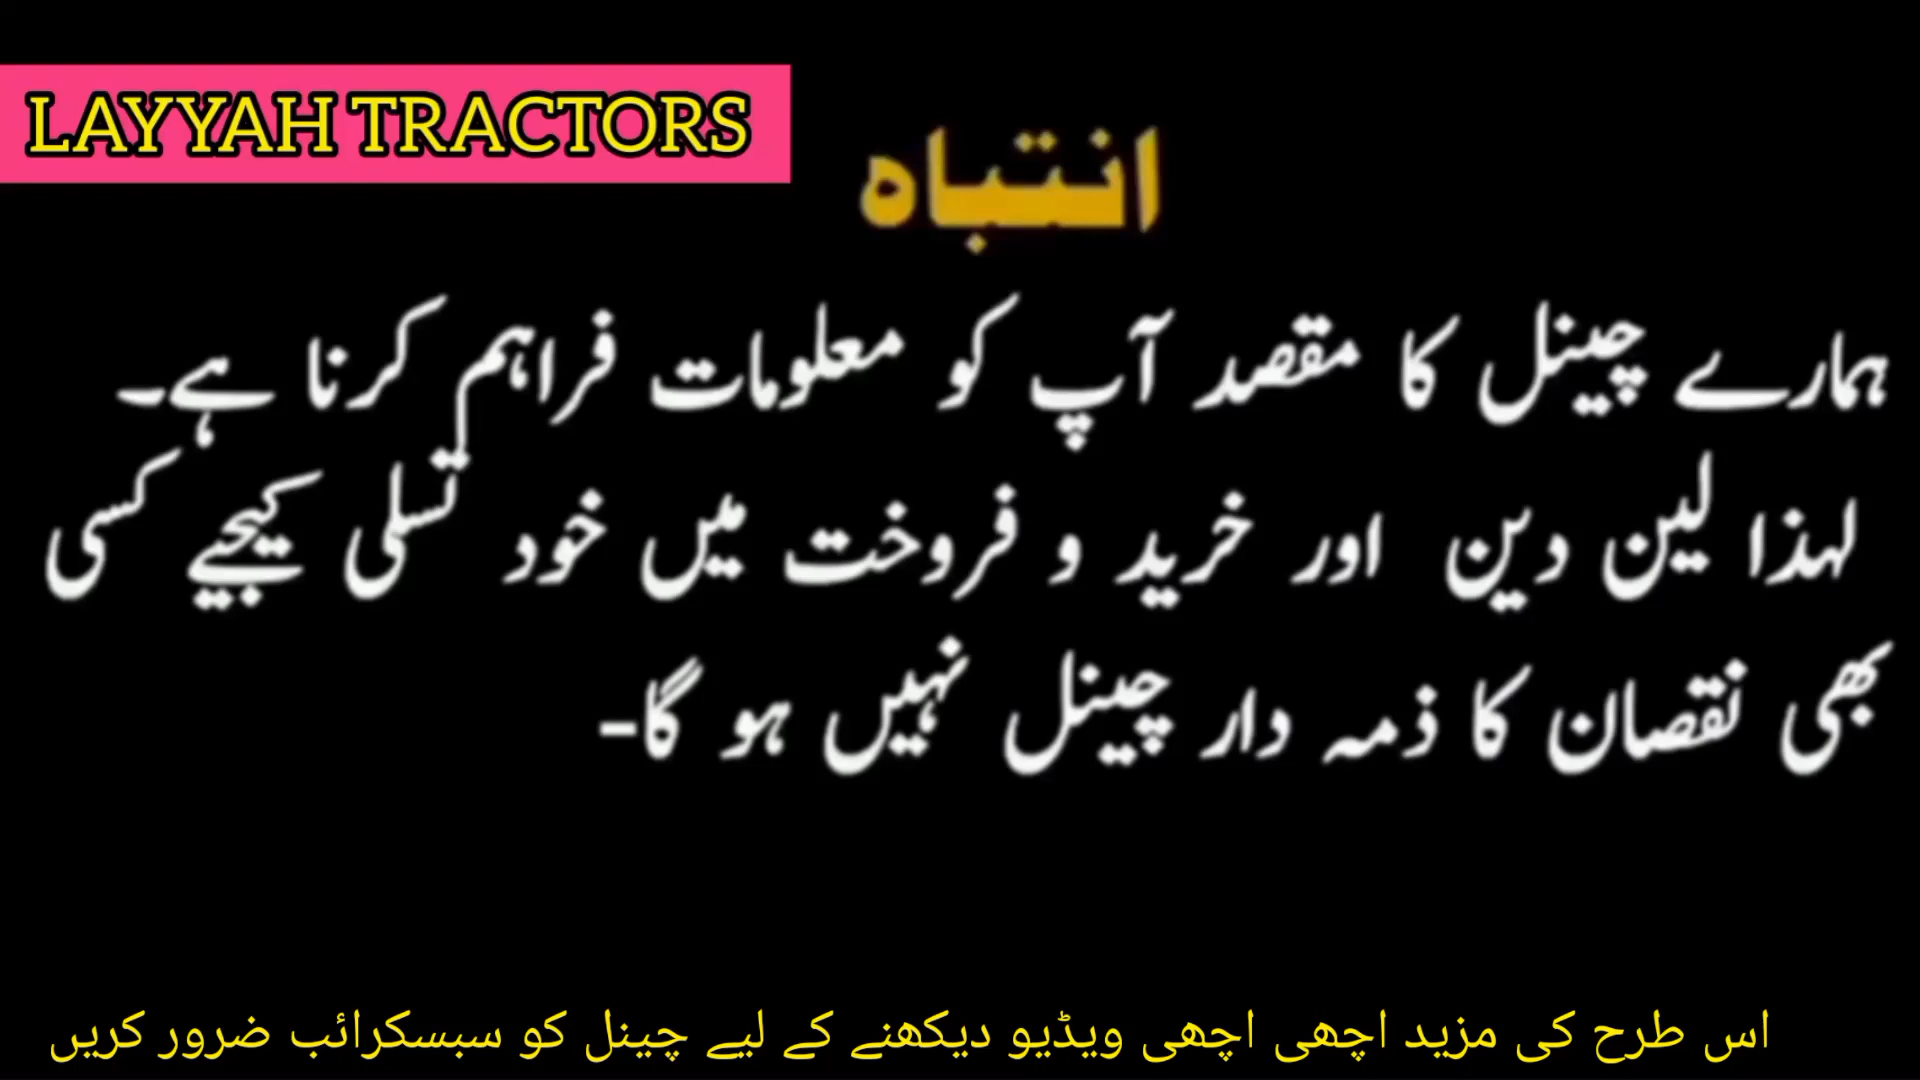 LAYYAH TRACTORS
انتباہ
ہمارے چینل کا مقصد آپ کو معلومات فراہم کرنا ہے۔
لہذا لین دین اور خرید و فروخت میں خود تسلی کیجیے کسی
بھی نقصان کا ذمہ دار چینل نہیں ہو گا-
اس طرح کی مزید اچھی اچھی ویڈیو دیکھنے کے لیے چینل کو سبسکرائب ضرور کریں